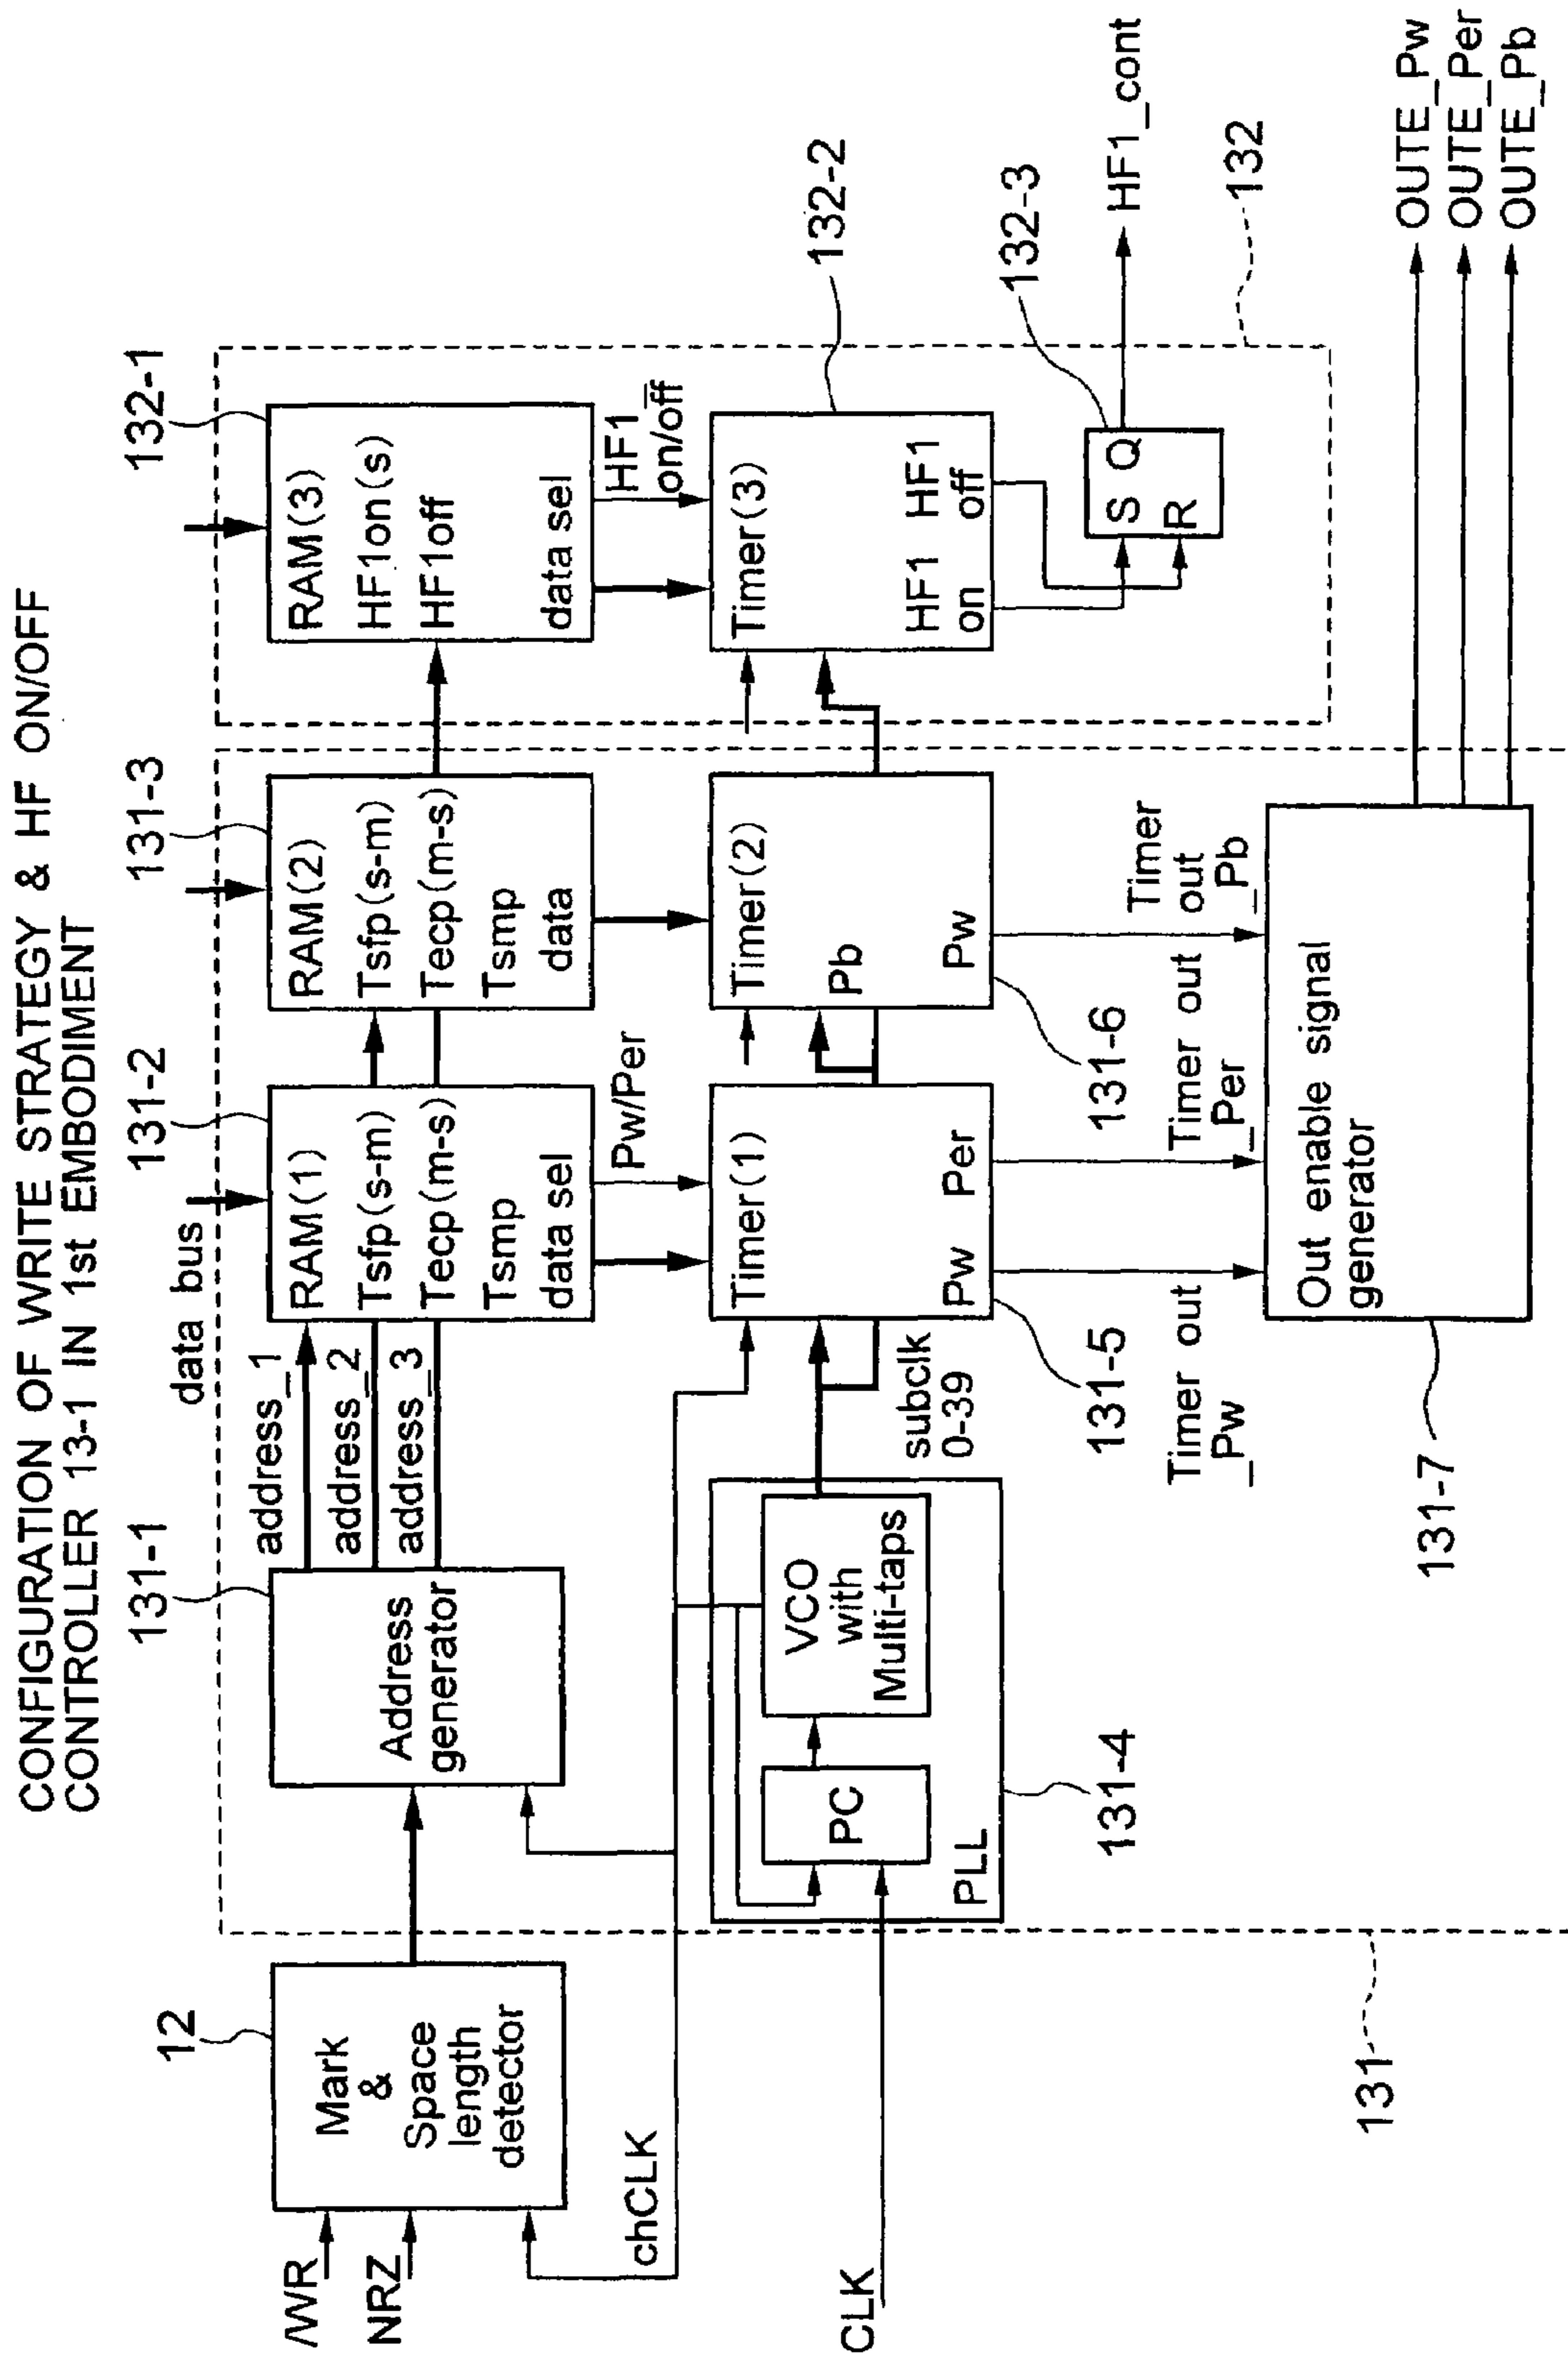 CONFIGURATION OF WRITE STRATEGY & HF ON/OFF
CONTROLLER 13-1 IN 1st EMBODIMENT
12
131-1
131-2
131-3
132-1
data bus
/WR
NRZ
Mark
&
Space
length
detector
Address
generator
address_1
address_2
address_3
RAM(1)
Tsfp(s-m)
Tecp(m-s)
Tsmp
data sel
RAM(2)
Tsfp(s-m)
Tecp(m-s)
Tsmp
data
RAM(3)
HF1on(s)
HF1off
data sel
Pw/Per
HF1
on/off
chCLK
CLK
PC
VCO
with
Multi-taps
PLL
131-4
subclk
0-39
Timer(1)
Pw Per
131-5
Timer(2)
Pb
Pw
131-6
Timer(3)
HF1 HF1
on off
132-2
S Q
R
132-3
HF1_cont
132
Timer out
_Pw
Timer out
_Per
Timer
out
_Pb
Out enable signal
generator
131-7
OUTE_Pw
OUTE_Per
OUTE_Pb
131